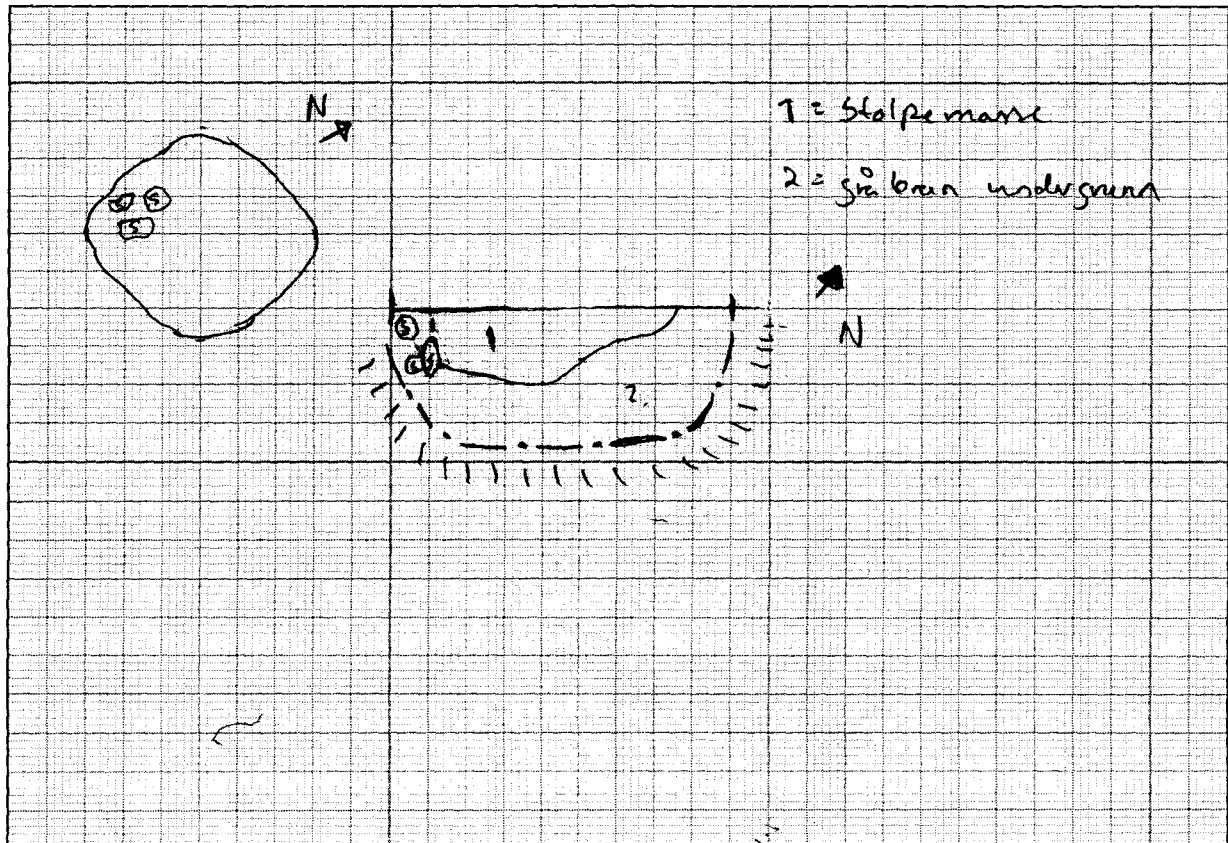 N
S S
S
1 = Stolpemasse
2 = gråbrun undergrunn
N
S
1
S S
2.